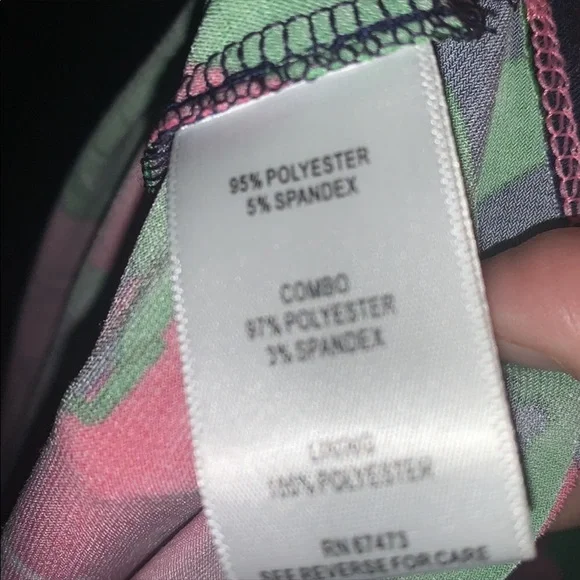 95% POLYESTER
5% SPANDEX
COMBO
97% POLYESTER
3% SPANDEX
LINING
100% POLYESTER
RN 67473
SEE REVERSE FOR CARE